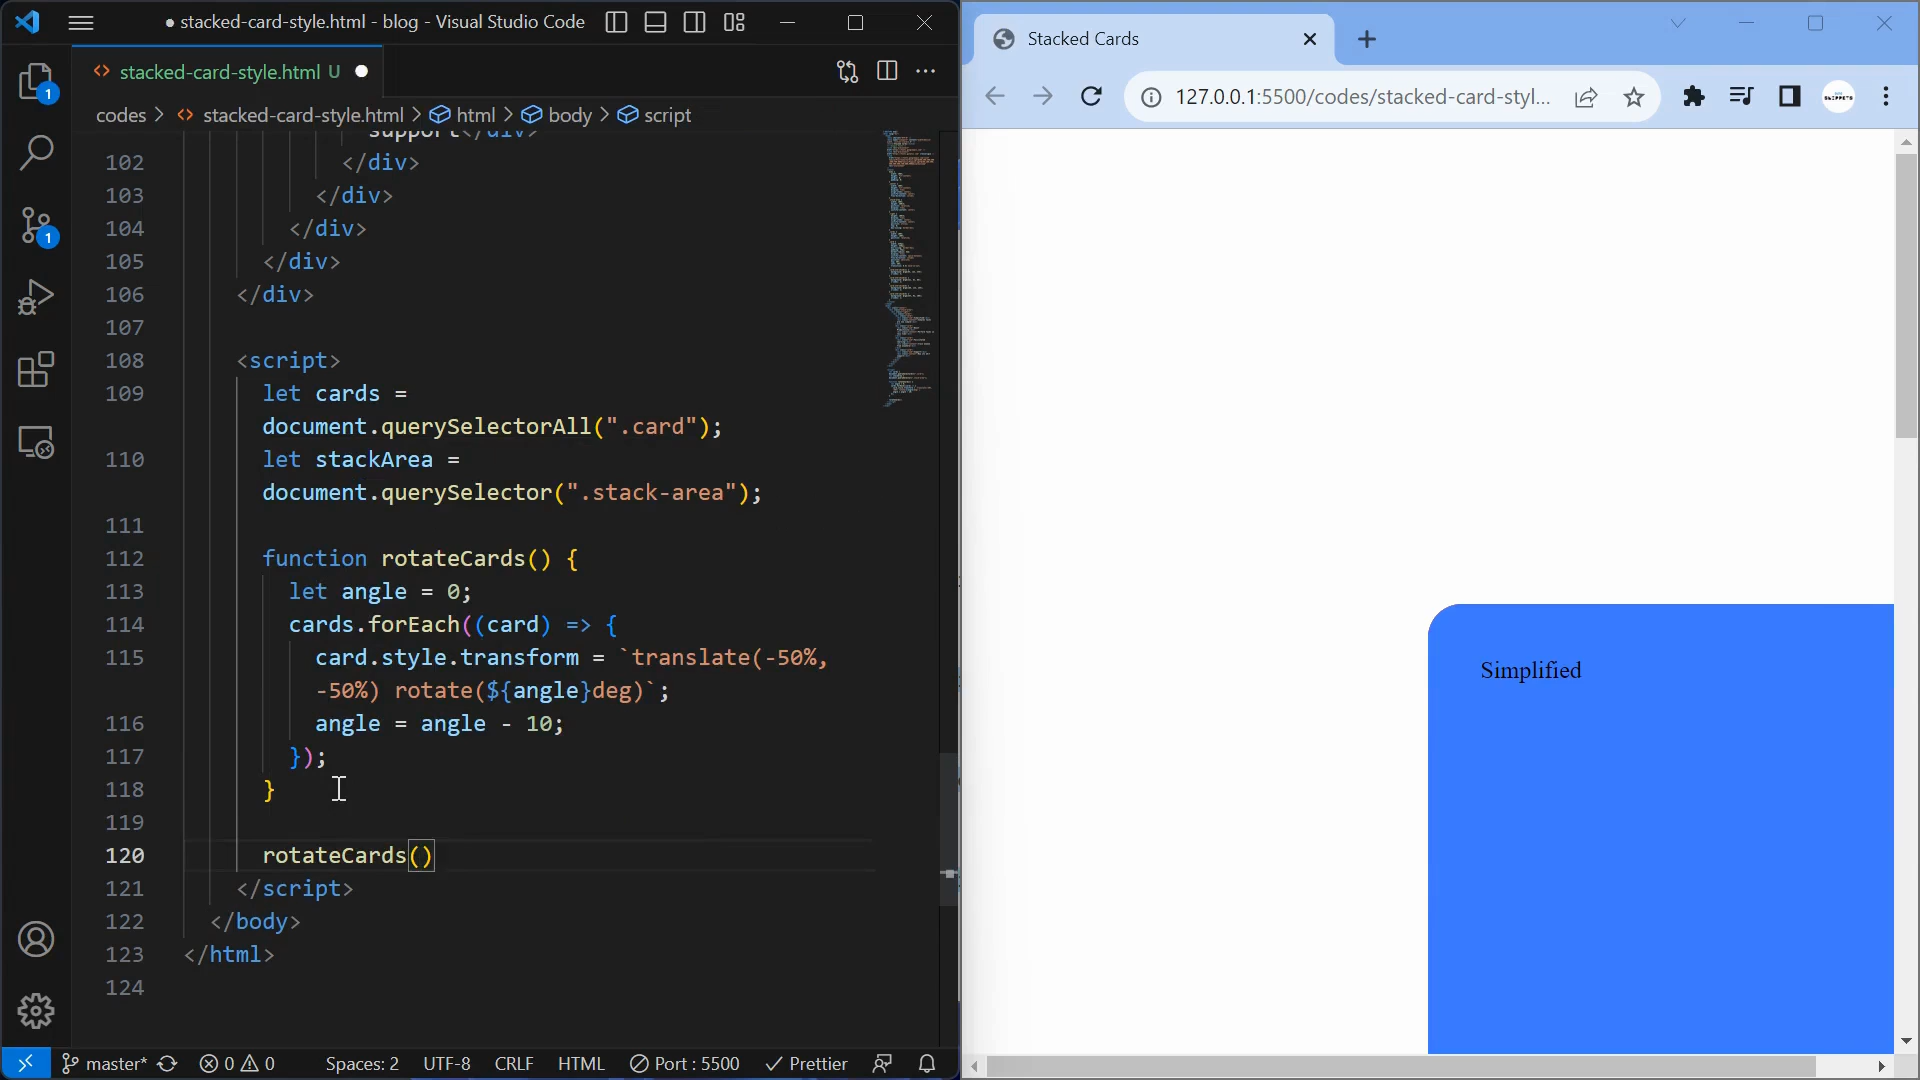 stacked-card-style.html - blog - Visual Studio Code
stacked-card-style.html U
codes > stacked-card-style.html > html > body > script
support</div>
102 </div>
103 </div>
104 </div>
105 </div>
106 </div>
107
108 <script>
109 let cards =
document.querySelectorAll(".card");
110 let stackArea =
document.querySelector(".stack-area");
111
112 function rotateCards() {
113 let angle = 0;
114 cards.forEach((card) => {
115 card.style.transform = `translate(-50%,
-50%) rotate(${angle}deg)`;
116 angle = angle - 10;
117 });
118 }
119
120 rotateCards()
121 </script>
122 </body>
123 </html>
124
1
1
master* 0 0 Spaces: 2 UTF-8 CRLF HTML Port : 5500 Prettier
Stacked Cards
127.0.0.1:5500/codes/stacked-card-styl...
Simplified